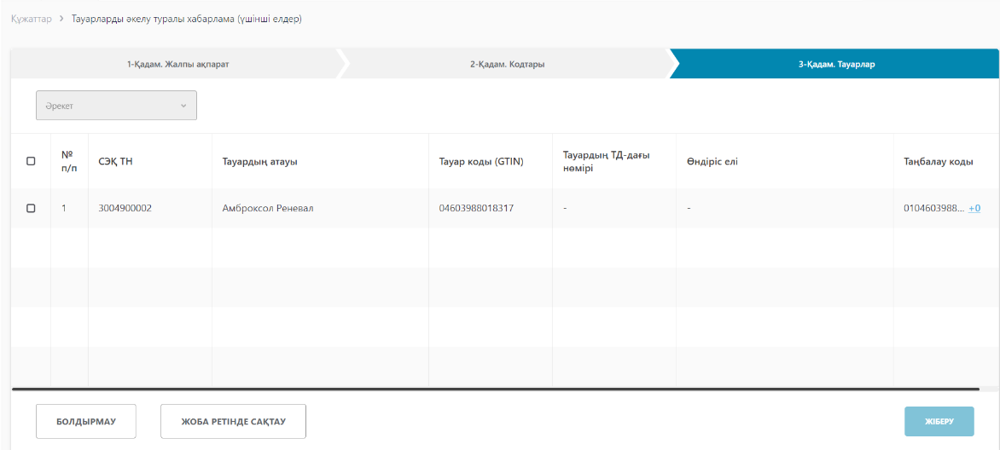 Құжаттар > Тауарларды әкелу туралы хабарлама (үшінші елдер)
1-Қадам. Жалпы ақпарат 2-Қадам. Кодтары 3-Қадам. Тауарлар
Әрекет
№ п/п СЭҚ ТН Тауардың атауы Тауар коды (GTIN) Тауардың ТД-дағы нөмірі Өндіріс елі Таңбалау коды
1 3004900002 Амброксол Реневал 04603988018317 - - 0104603988... +0
БОЛДЫРМАУ ЖОБА РЕТІНДЕ САҚТАУ ЖІБЕРУ